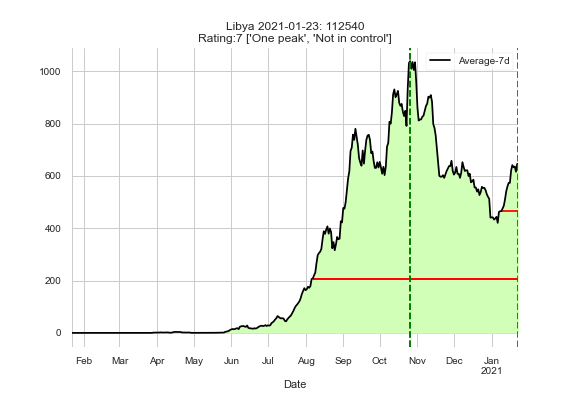 Libya 2021-01-23: 112540
Rating:7 ['One peak', 'Not in control']
Average-7d
1000
800
600
400
200
0
Feb Mar Apr May Jun Jul Aug Sep Oct Nov Dec Jan
2021
Date